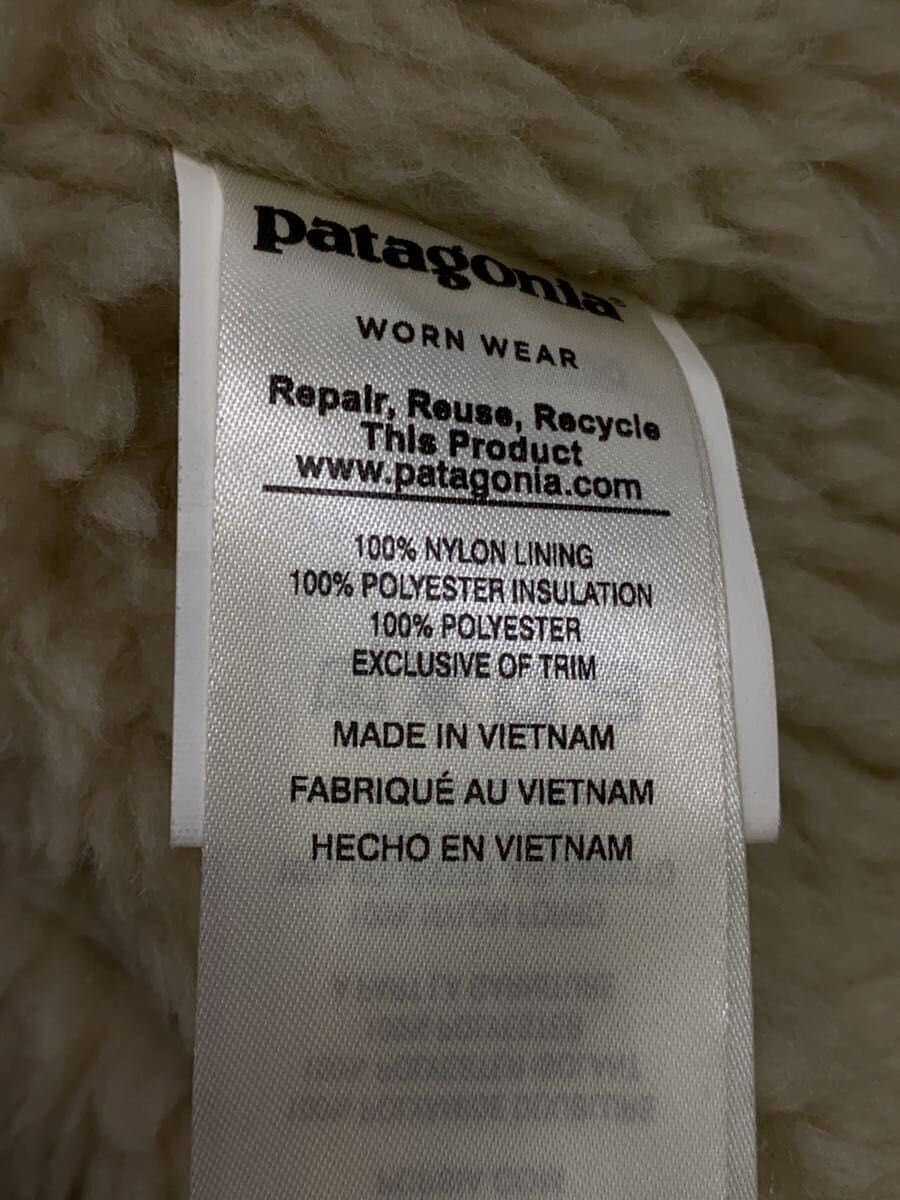 patagonia®
WORN WEAR
Repair, Reuse, Recycle
This Product
www.patagonia.com
100% NYLON LINING
100% POLYESTER INSULATION
100% POLYESTER
EXCLUSIVE OF TRIM
MADE IN VIETNAM
FABRIQUÉ AU VIETNAM
HECHO EN VIETNAM